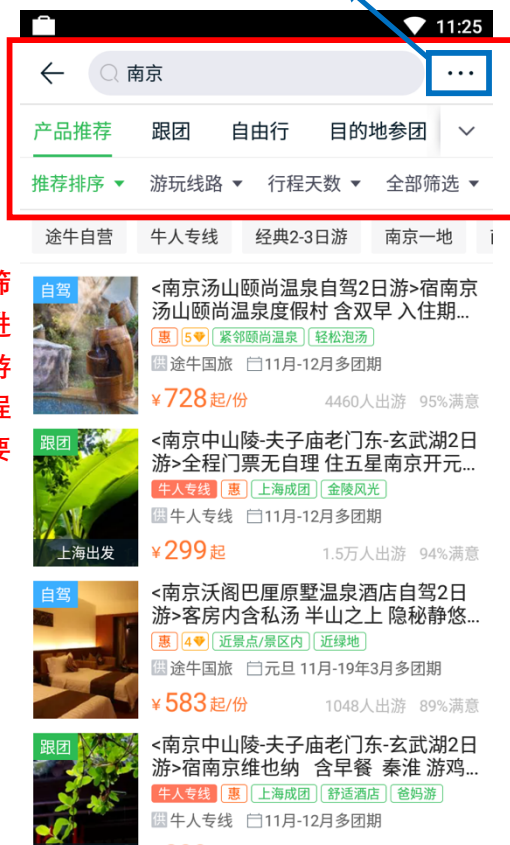 11:25
南京
产品推荐 跟团 自由行 目的地参团
推荐排序 游玩线路 行程天数 全部筛选
途牛自营 牛人专线 经典2-3日游 南京一地
筛
进
游
程
要
自驾
<南京汤山颐尚温泉自驾2日游>宿南京
汤山颐尚温泉度假村 含双早 入住期...
惠 5 紧邻颐尚温泉 轻松泡汤
供 途牛国旅 11月-12月多团期
¥728起/份 4460人出游 95%满意
跟团
<南京中山陵-夫子庙老门东-玄武湖2日
游>全程门票无自理 住五星南京开元...
牛人专线 惠 上海成团 金陵风光
供 牛人专线 11月-12月多团期
上海出发
¥299起 1.5万人出游 94%满意
自驾
<南京沃阁巴厘原墅温泉酒店自驾2日
游>客房内含私汤 半山之上 隐秘静悠...
惠 4 近景点/景区内 近绿地
供 途牛国旅 元旦 11月-19年3月多团期
¥583起/份 1048人出游 89%满意
跟团
<南京中山陵-夫子庙老门东-玄武湖2日
游>宿南京维也纳 含早餐 秦淮 游鸡...
牛人专线 惠 上海成团 舒适酒店 爸妈游
供 牛人专线 11月-12月多团期